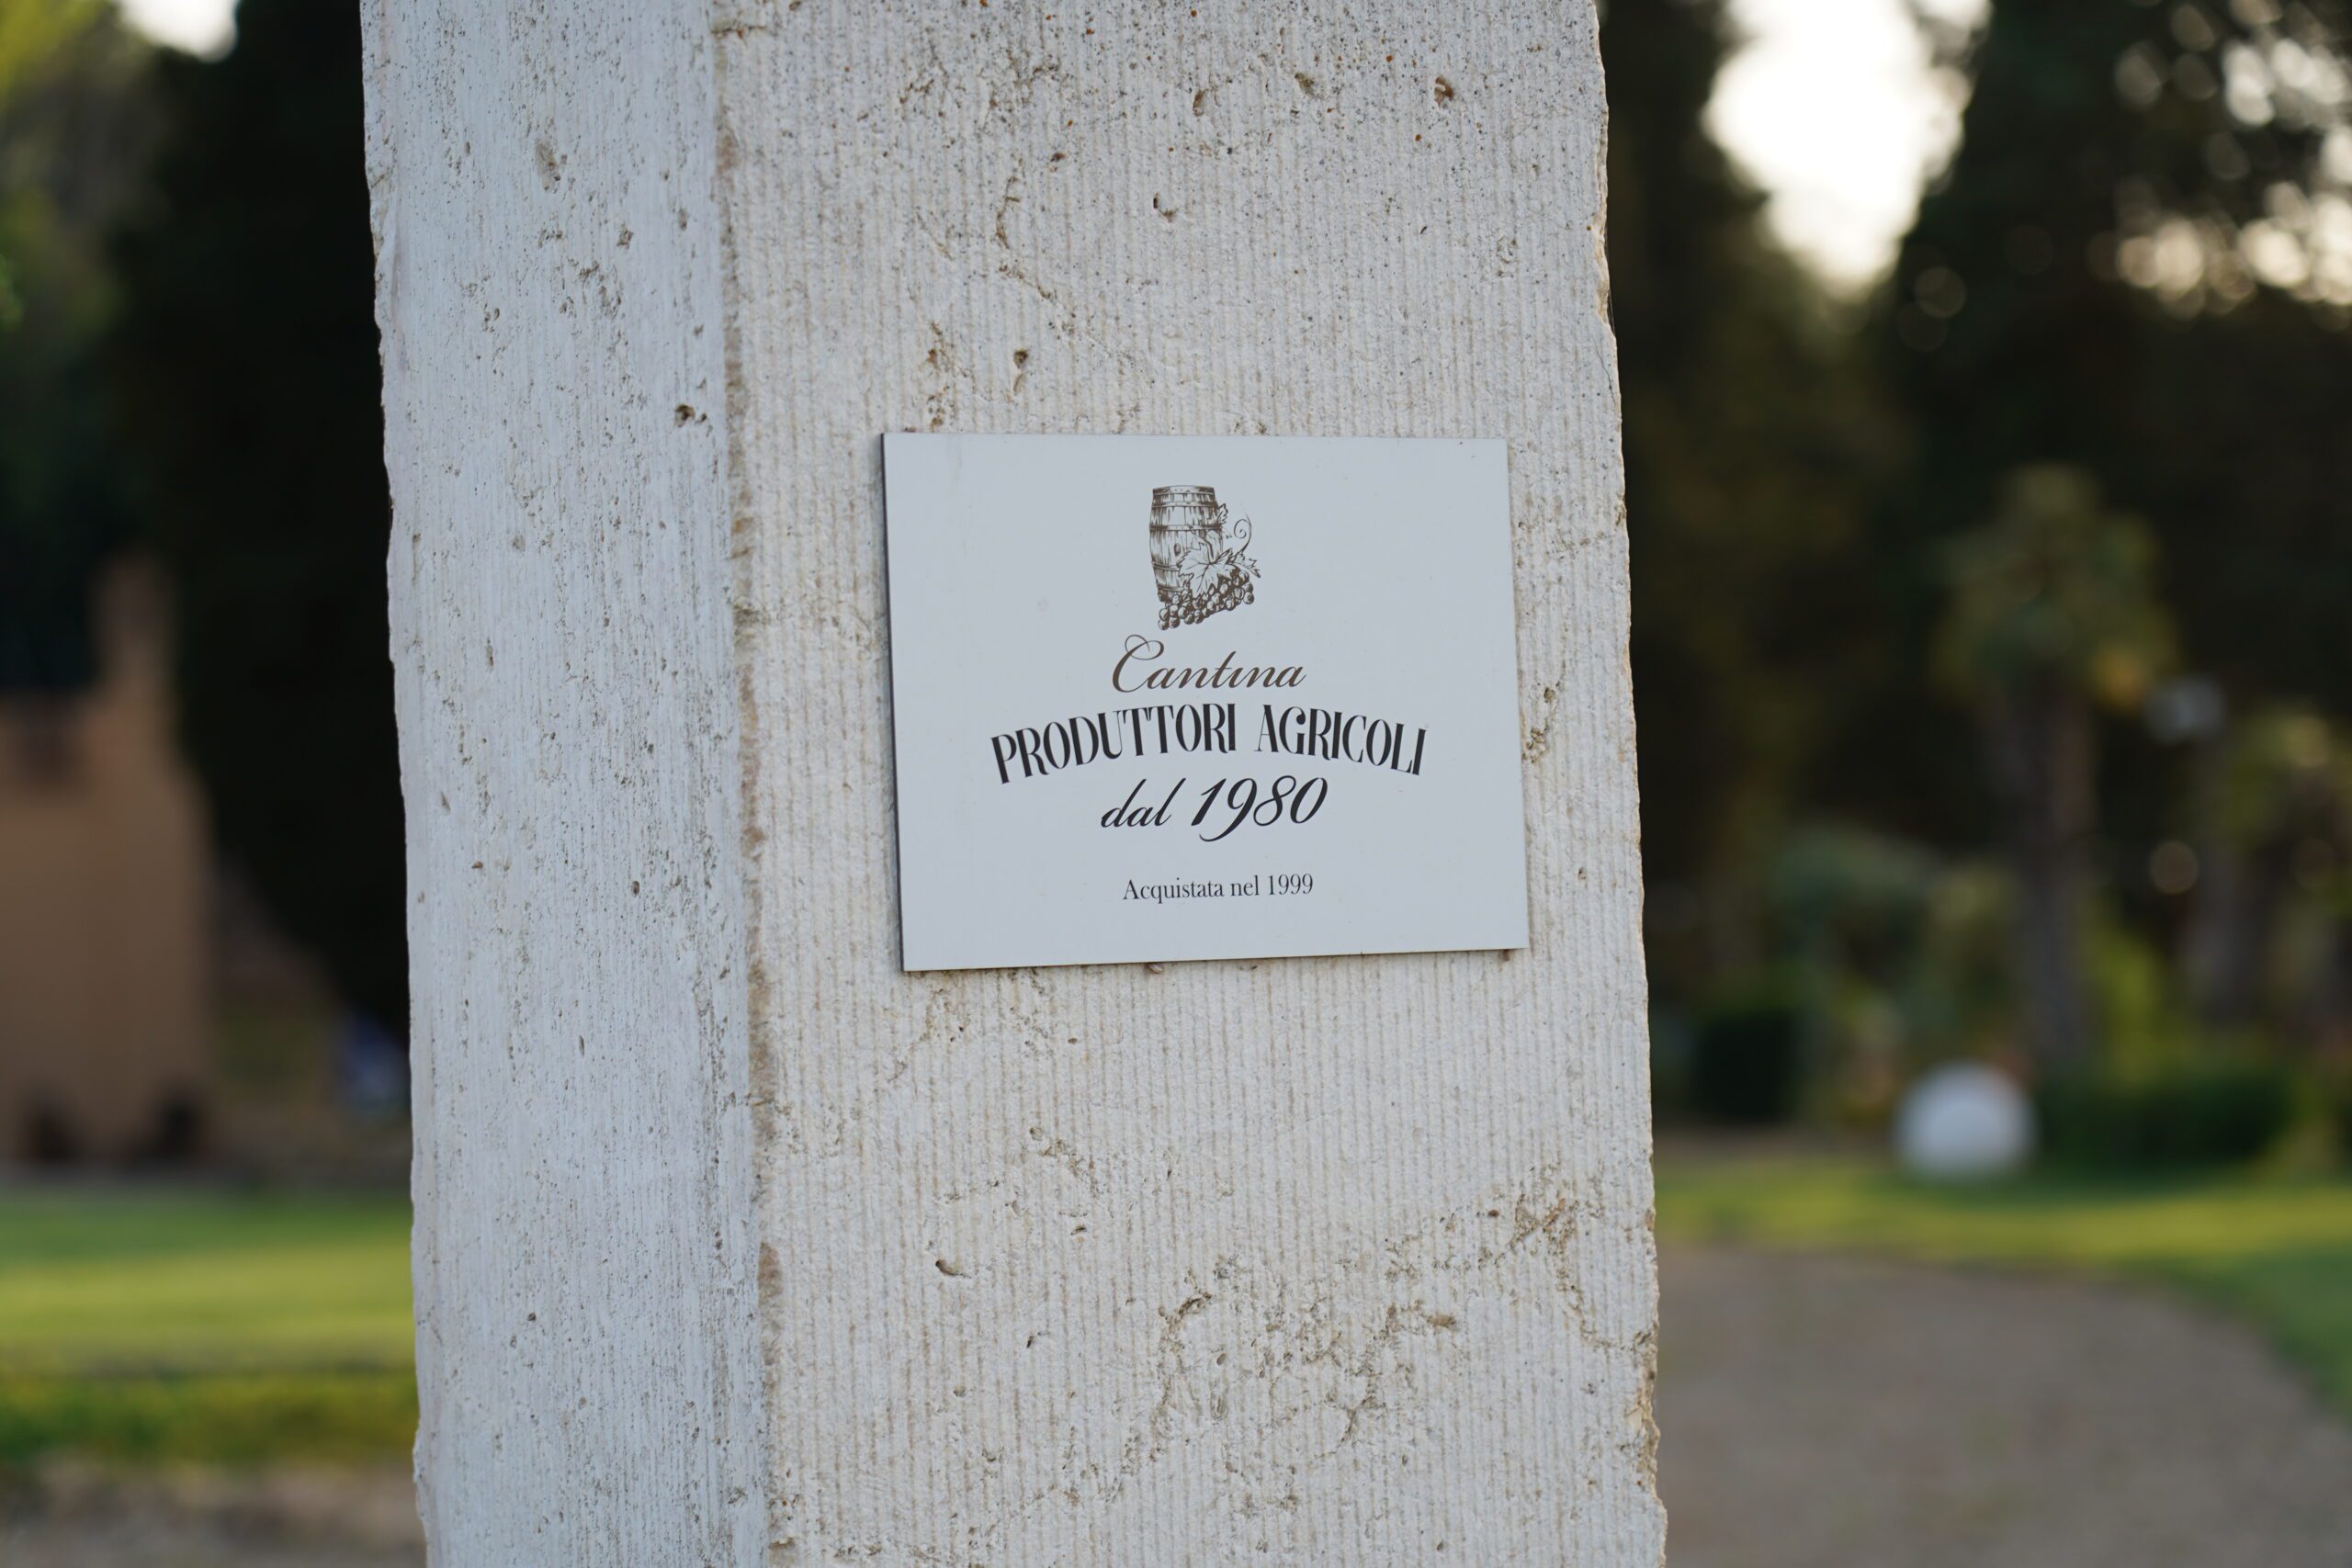 Cantina
PRODUTTORI AGRICOLI
dal 1980
Acquistata nel 1999